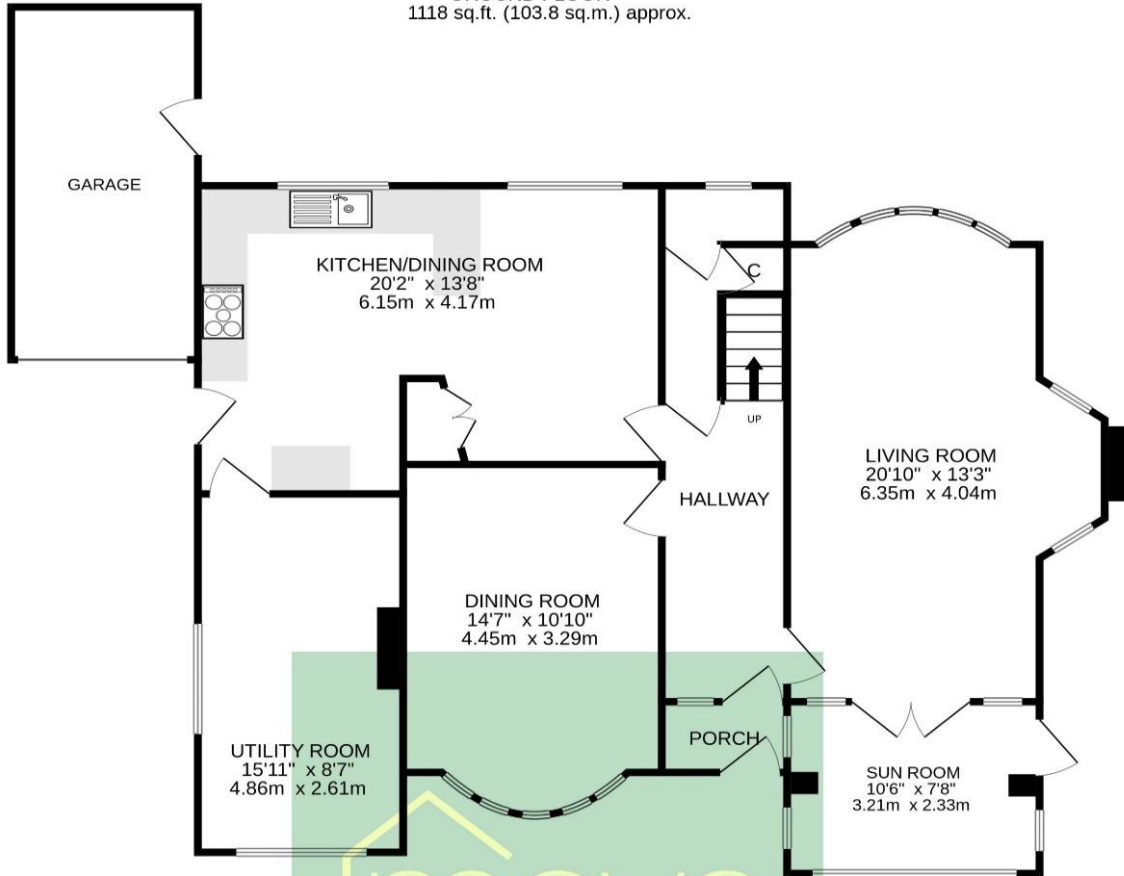 1118 sq.ft. (103.8 sq.m.) approx.
GARAGE
KITCHEN/DINING ROOM
20'2" x 13'8"
6.15m x 4.17m
C
UP
LIVING ROOM
20'10" x 13'3"
6.35m x 4.04m
HALLWAY
DINING ROOM
14'7" x 10'10"
4.45m x 3.29m
PORCH
UTILITY ROOM
15'11" x 8'7"
4.86m x 2.61m
SUN ROOM
10'6" x 7'8"
3.21m x 2.33m